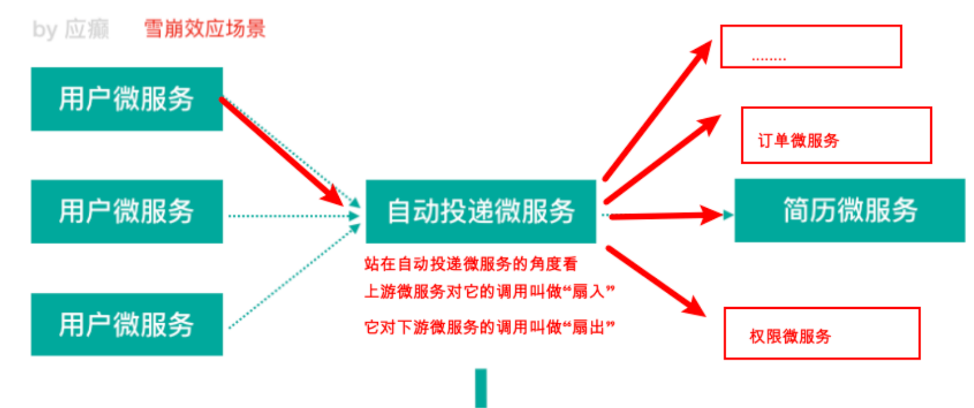 by 应癫 雪崩效应场景
........
用户微服务
订单微服务
用户微服务
自动投递微服务
简历微服务
站在自动投递微服务的角度看
上游微服务对它的调用叫做“扇入”
它对下游微服务的调用叫做“扇出”
用户微服务
权限微服务